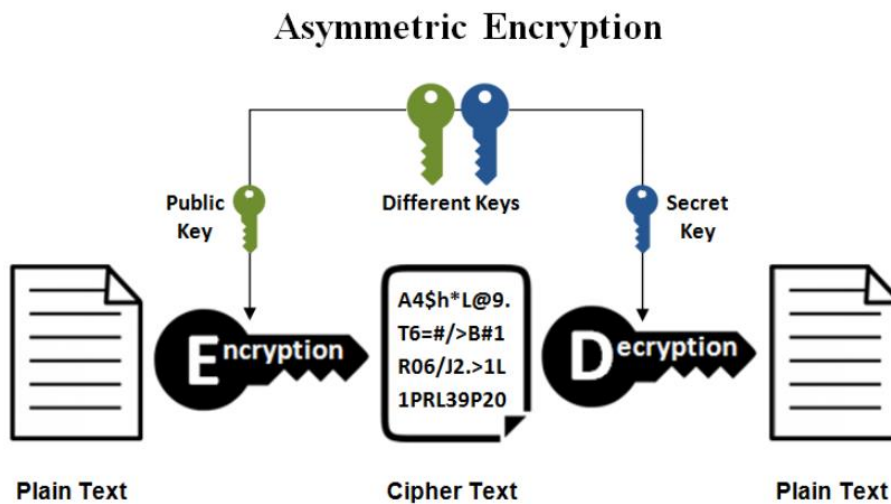 Asymmetric Encryption
Public
Key
Different Keys
Secret
Key
Encryption
A4$h*L@9.
T6=#/>B#1
R06/J2.>1L
1PRL39P20
Decryption
Plain Text
Cipher Text
Plain Text